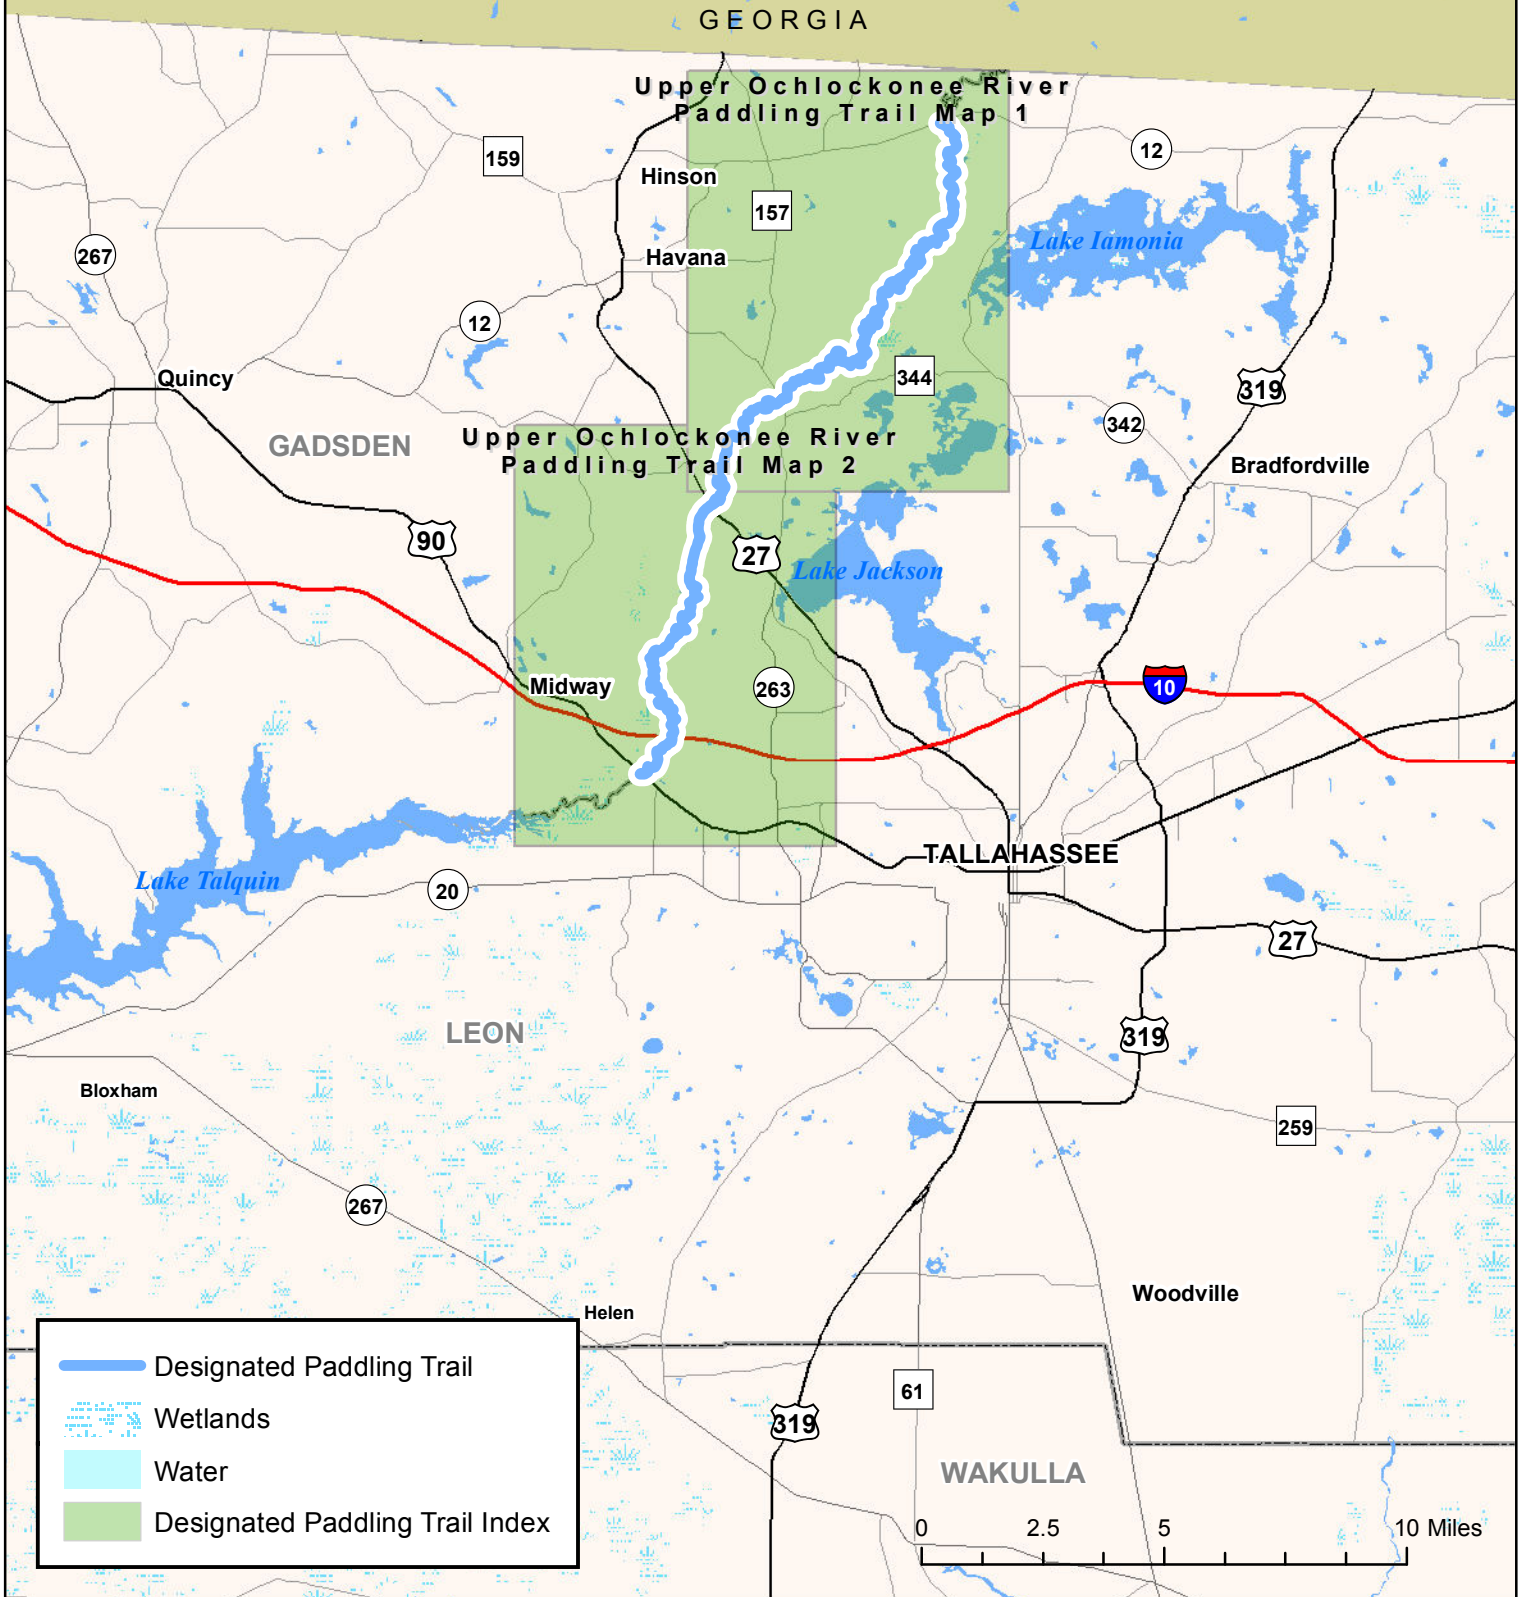 GEORGIA
Upper Ochlockonee River
Paddling Trail Map 1
159
12
Hinson
157
267
Lake Iamonia
Havana
12
Quincy
344
319
342
GADSDEN
Upper Ochlockonee River
Paddling Trail Map 2
Bradfordville
90
27
Lake Jackson
Midway
263
10
TALLAHASSEE
Lake Talquin
20
27
LEON
319
Bloxham
259
267
Woodville
Helen
Designated Paddling Trail
61
Wetlands
319
Water
WAKULLA
Designated Paddling Trail Index
0 2.5 5 10 Miles